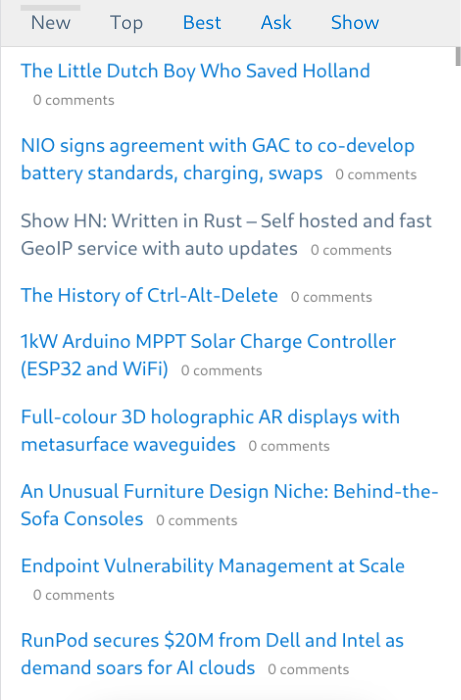 New Top Best Ask Show
The Little Dutch Boy Who Saved Holland
0 comments
NIO signs agreement with GAC to co-develop
battery standards, charging, swaps 0 comments
Show HN: Written in Rust – Self hosted and fast
GeoIP service with auto updates 0 comments
The History of Ctrl-Alt-Delete 0 comments
1kW Arduino MPPT Solar Charge Controller
(ESP32 and WiFi) 0 comments
Full-colour 3D holographic AR displays with
metasurface waveguides 0 comments
An Unusual Furniture Design Niche: Behind-the-
Sofa Consoles 0 comments
Endpoint Vulnerability Management at Scale
0 comments
RunPod secures $20M from Dell and Intel as
demand soars for AI clouds 0 comments